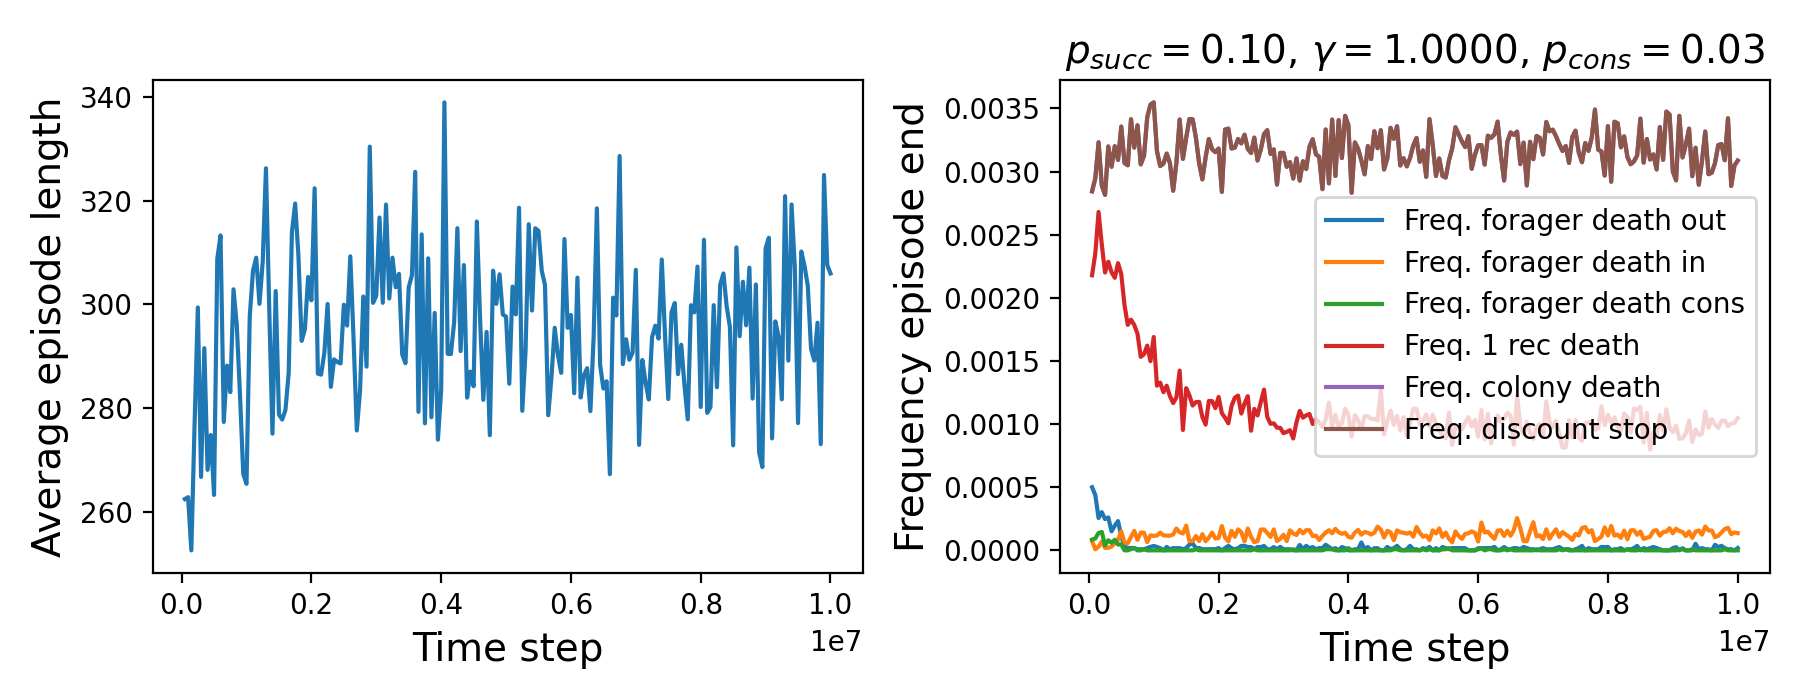 Average episode length
340
320
300
280
260
0.0 0.2 0.4 0.6 0.8 1.0
1e7
Time step
p_succ = 0.10, γ = 1.0000, p_cons = 0.03
Frequency episode end
0.0035
0.0030
0.0025
0.0020
0.0015
0.0010
0.0005
0.0000
Freq. forager death out
Freq. forager death in
Freq. forager death cons
Freq. 1 rec death
Freq. colony death
Freq. discount stop
0.0 0.2 0.4 0.6 0.8 1.0
1e7
Time step